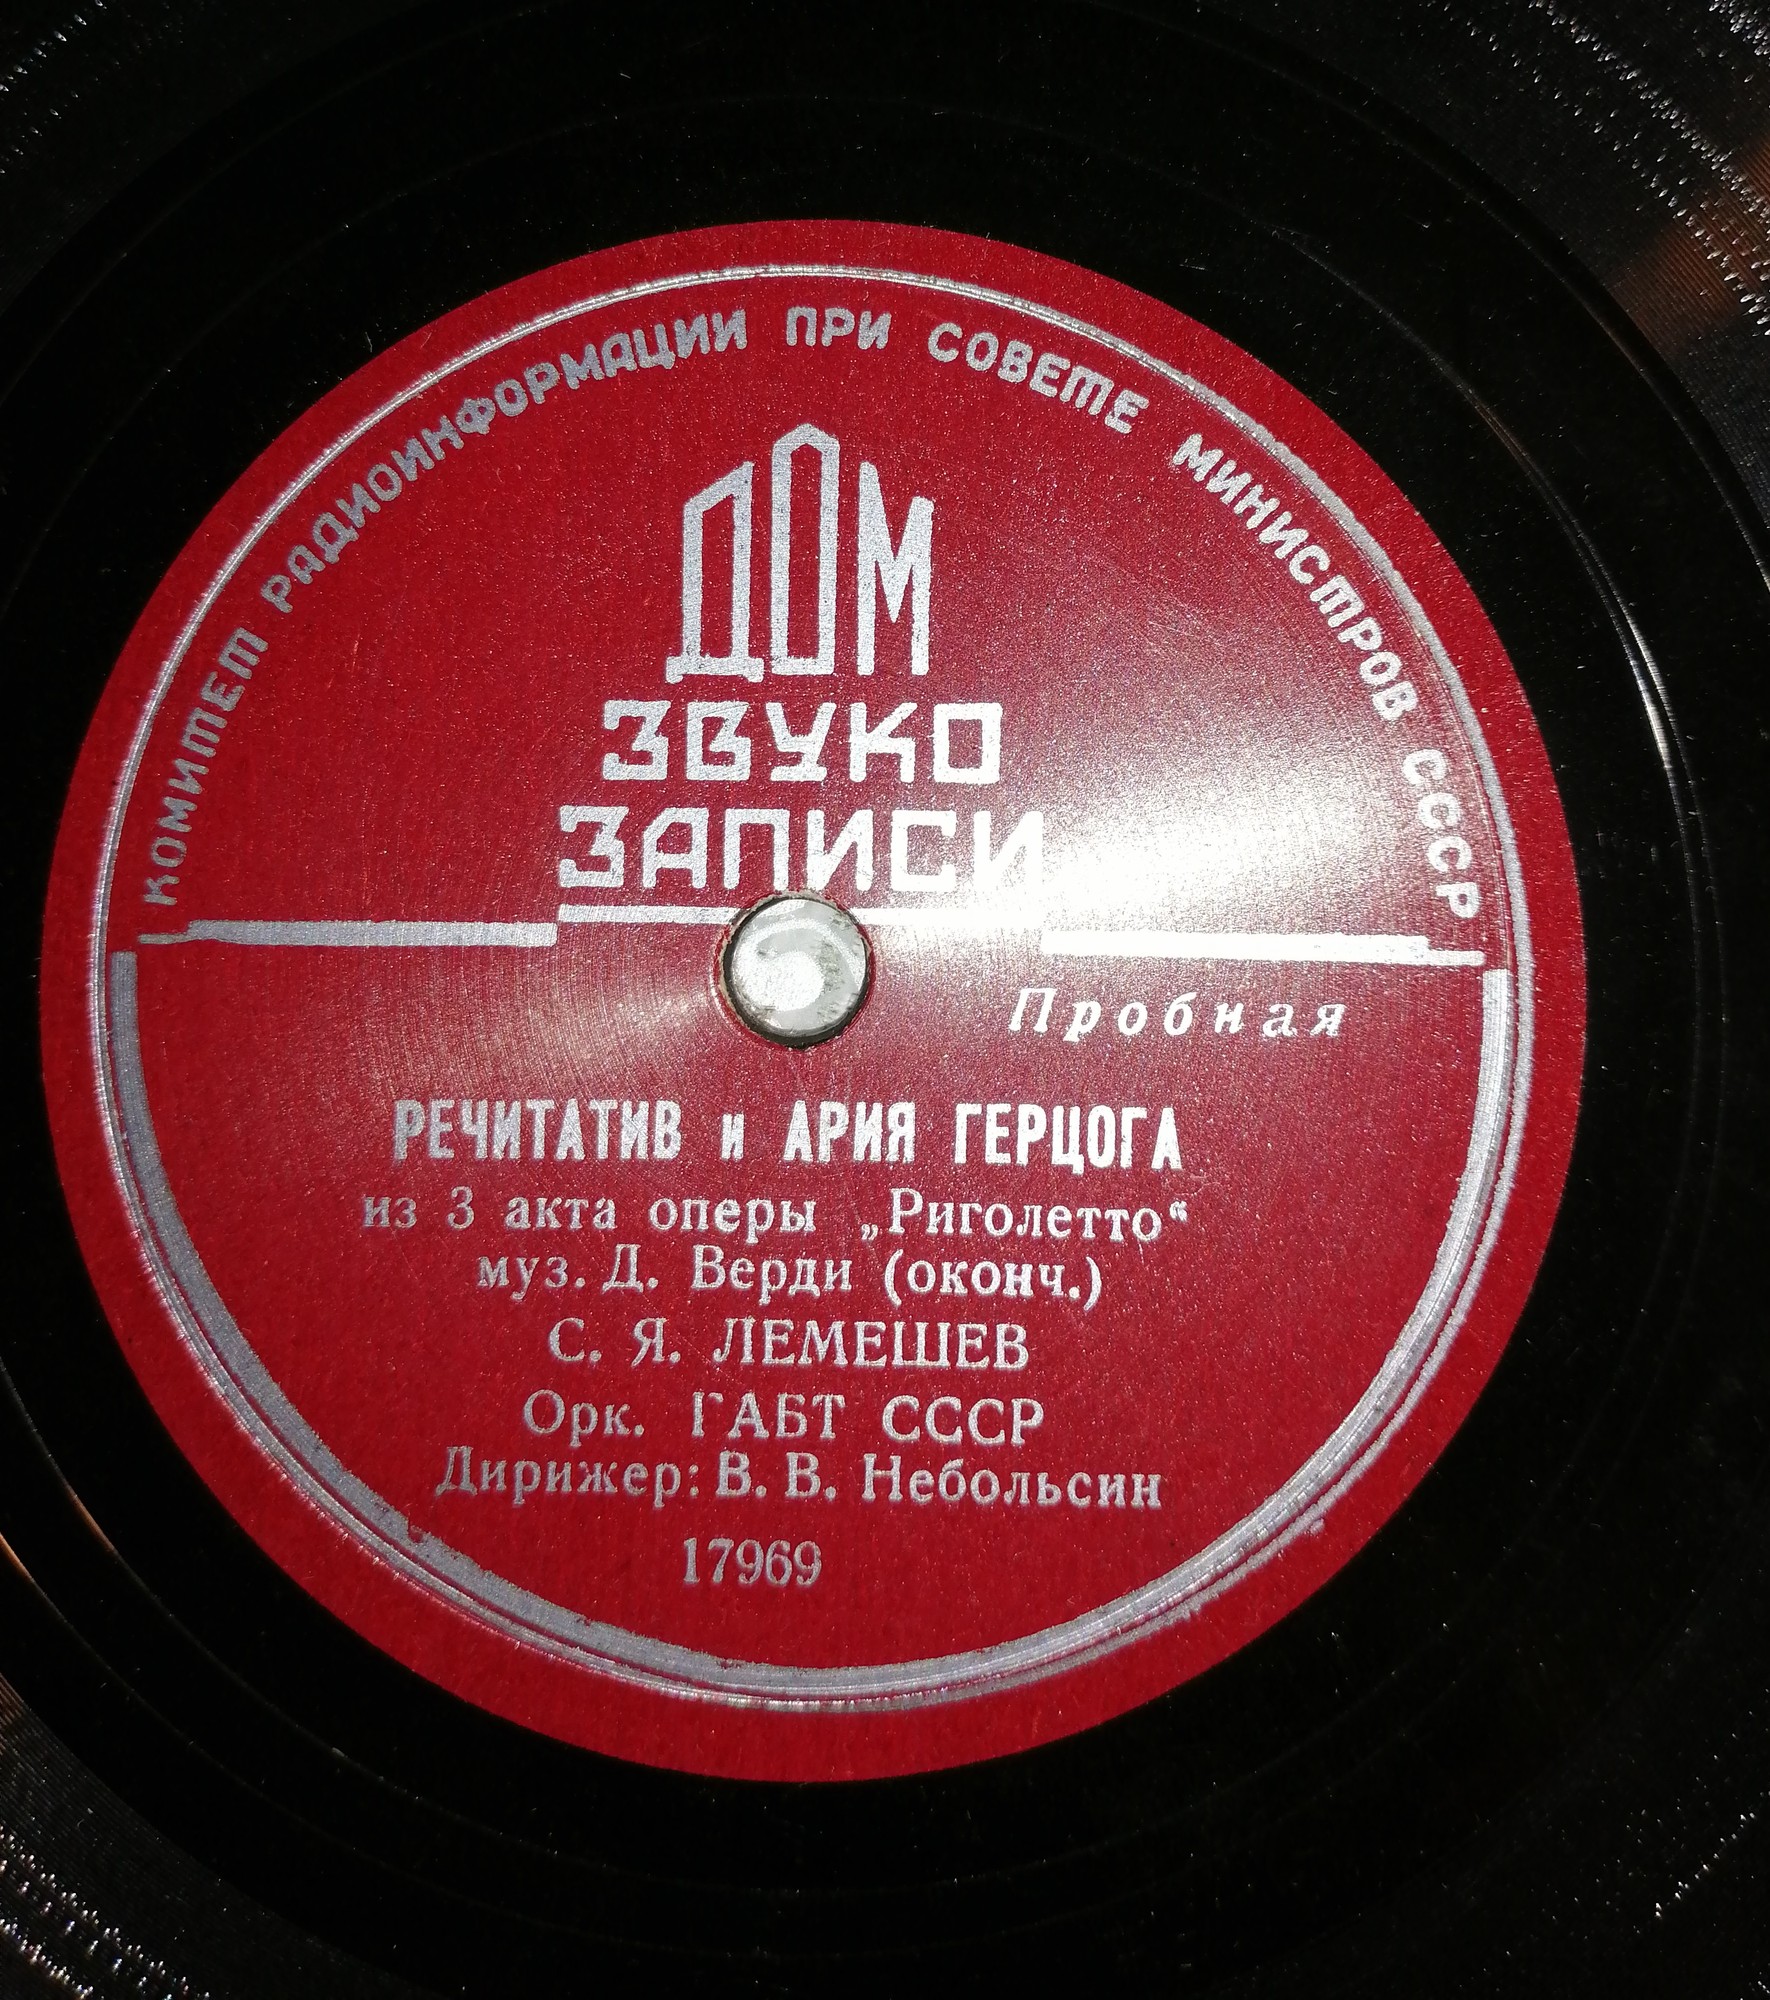 КОМИТЕТ РАДИОИНФОРМАЦИИ ПРИ СОВЕТЕ МИНИСТРОВ СССР
ДОМ
ЗВУКО
ЗАПИСИ
Пробная
РЕЧИТАТИВ и АРИЯ ГЕРЦОГА
из 3 акта оперы „Риголетто“
муз. Д. Верди (оконч.)
С. Я. ЛЕМЕШЕВ
Орк. ГАБТ СССР
Дирижер: В. В. Небольсин
17969